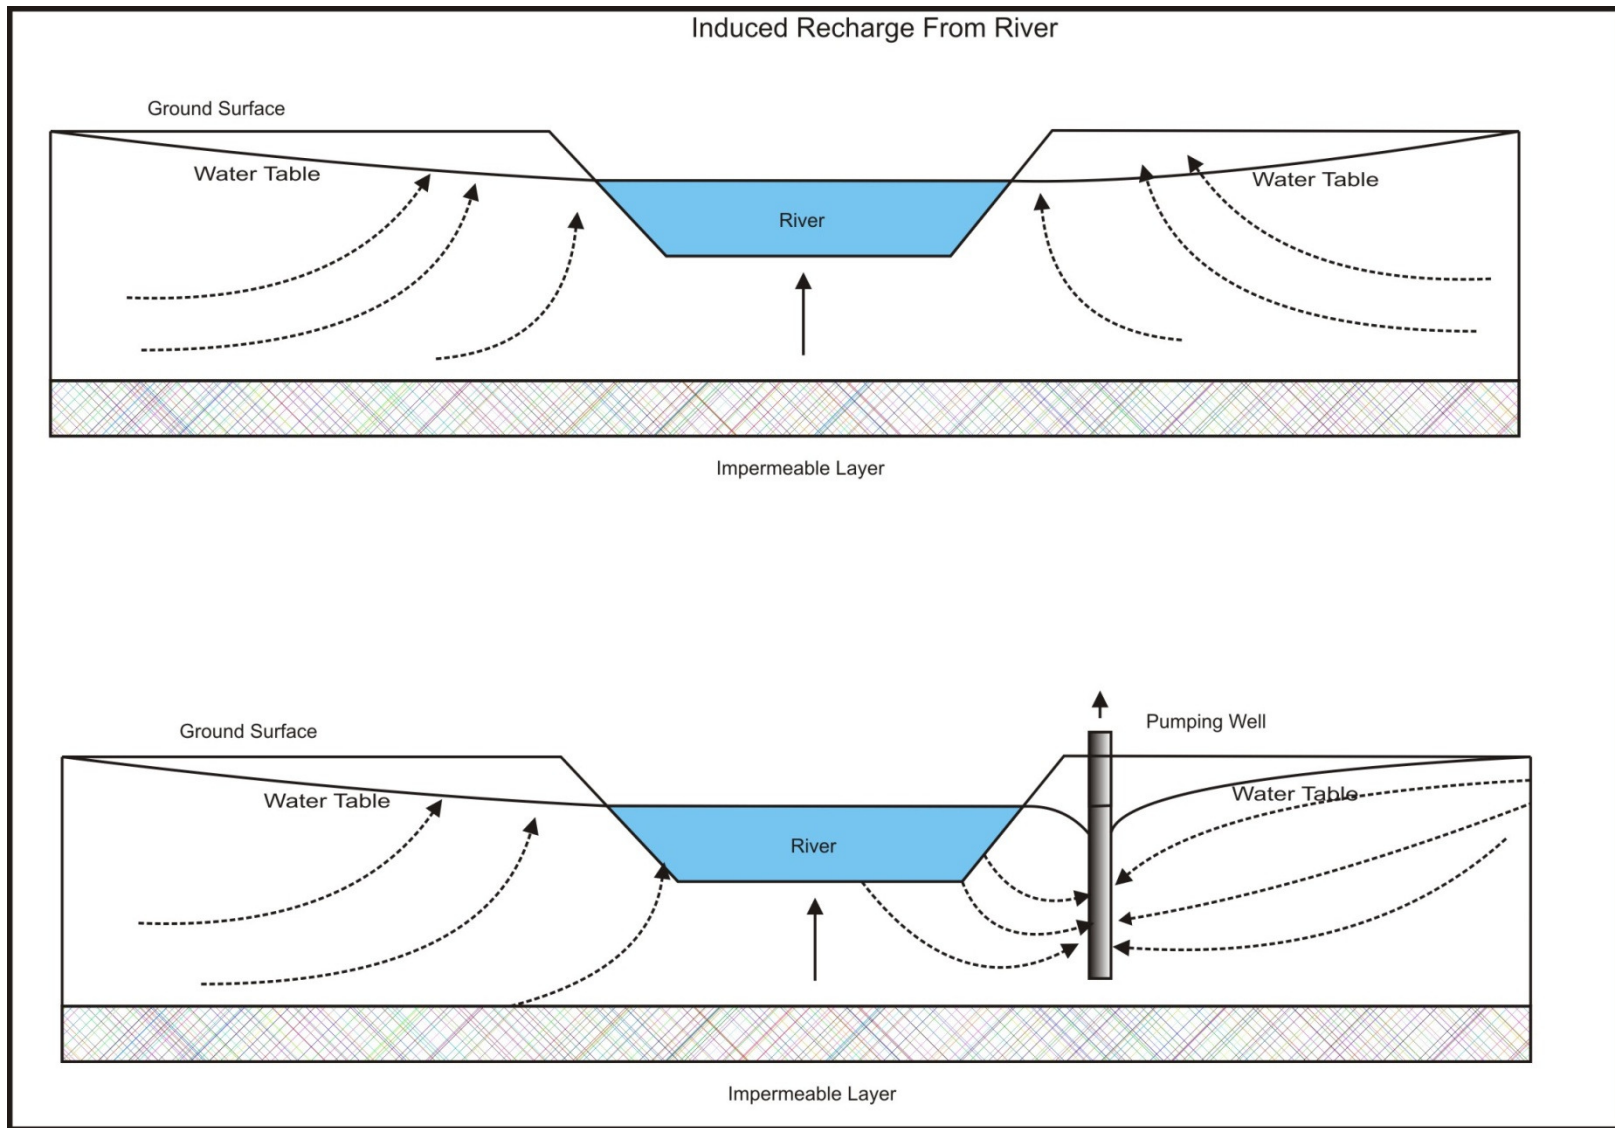 Induced Recharge From River
Ground Surface
Water Table
Water Table
River
Impermeable Layer
Ground Surface
Pumping Well
Water Table
Water Table
River
Impermeable Layer